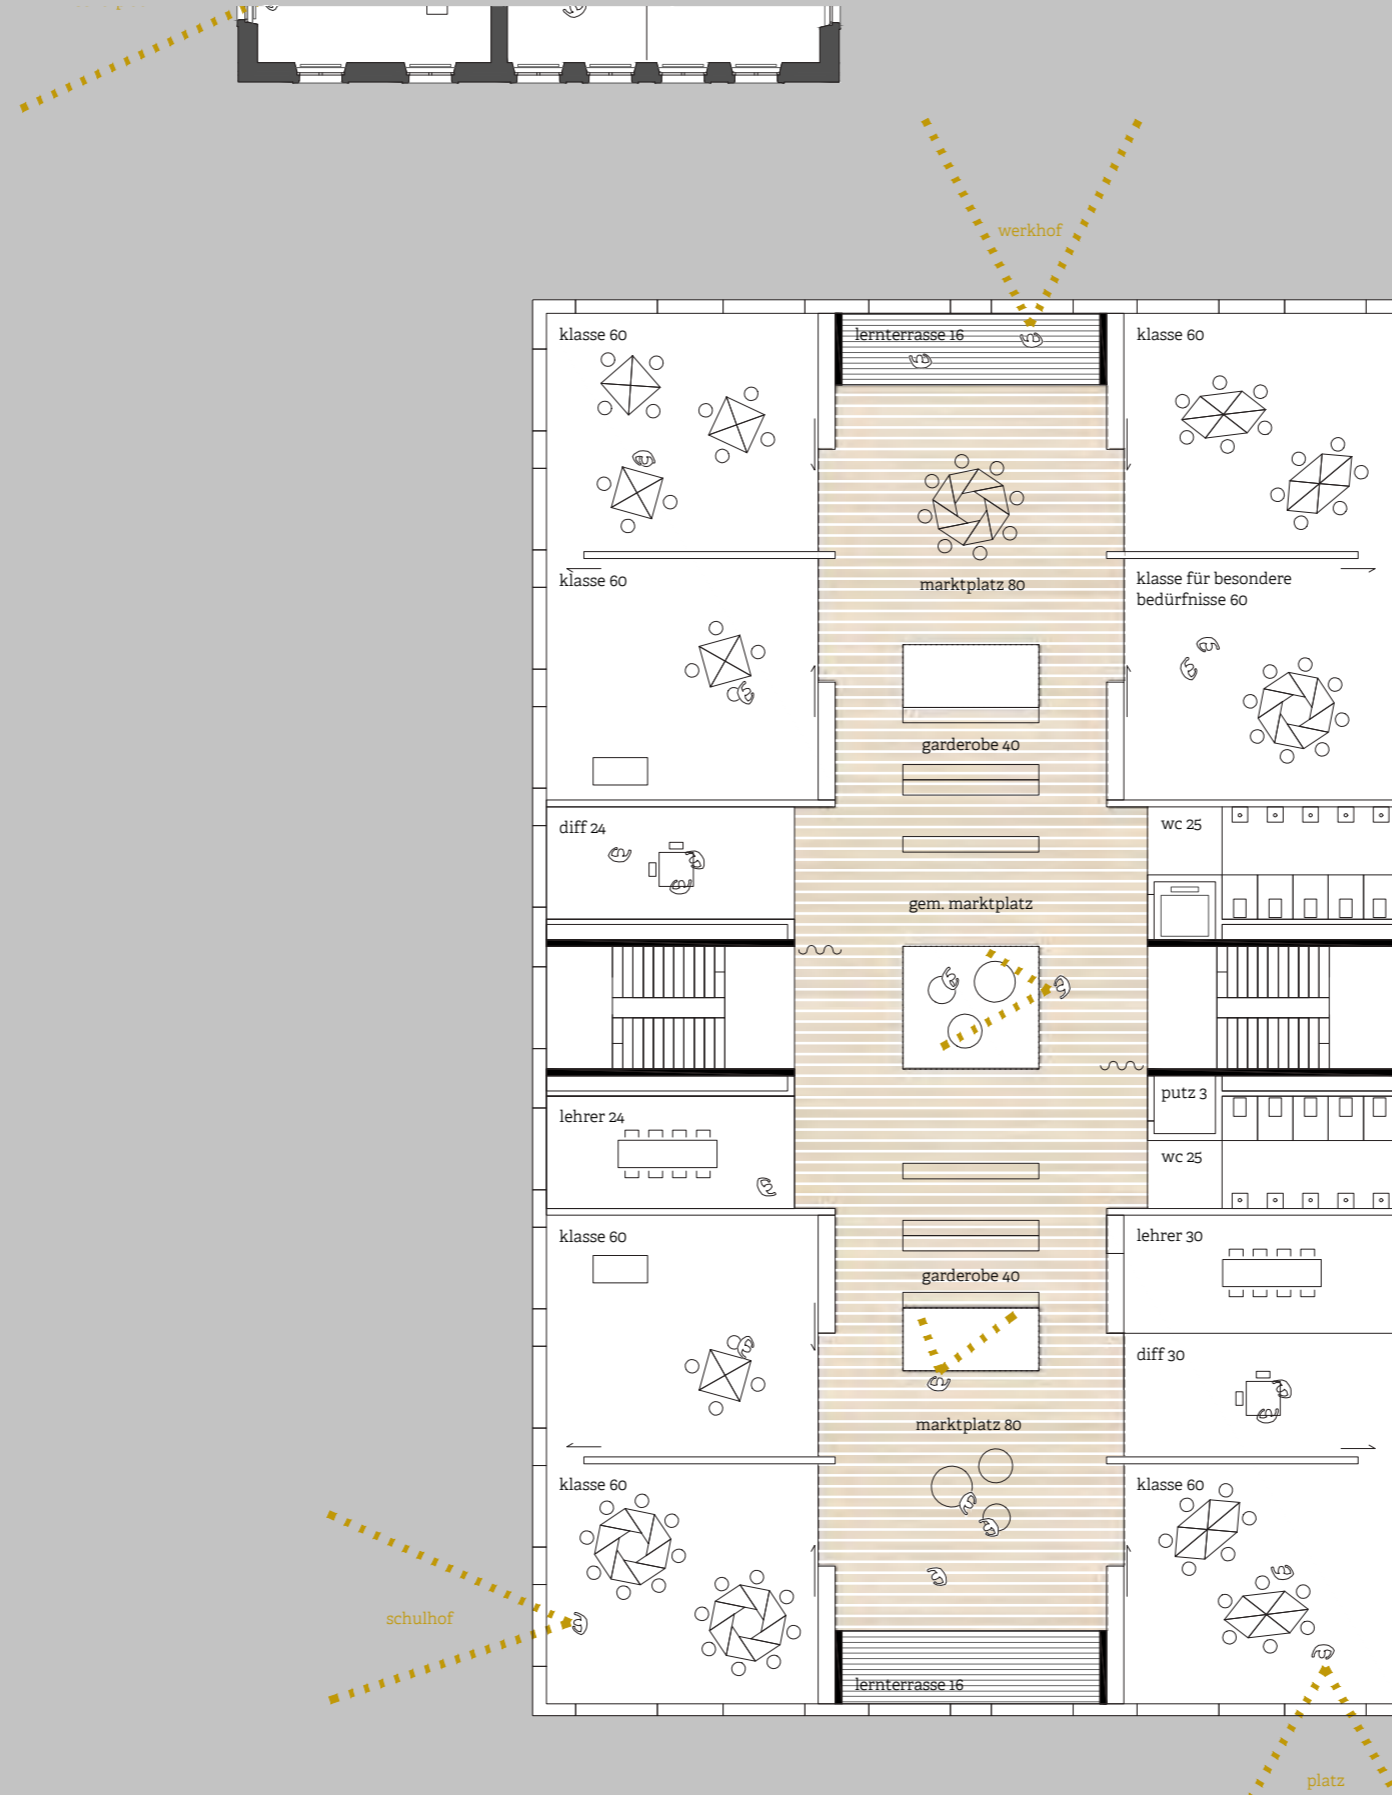 werkhof
klasse 60
lernterrasse 16
klasse 60
marktplatz 80
klasse 60
klasse für besondere
bedürfnisse 60
garderobe 40
diff 24
wc 25
gem. marktplatz
putz 3
lehrer 24
wc 25
klasse 60
lehrer 30
garderobe 40
diff 30
marktplatz 80
klasse 60
klasse 60
schulhof
lernterrasse 16
platz